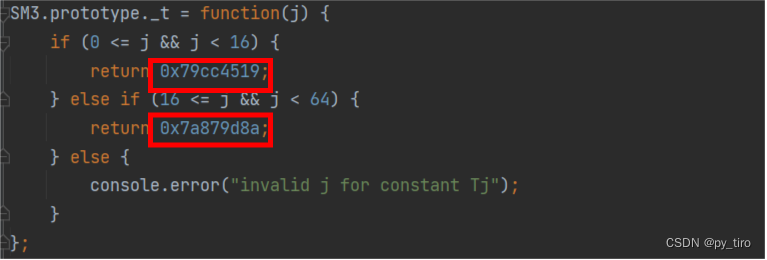 SM3.prototype._t = function(j) {
    if (0 <= j && j < 16) {
        return 0x79cc4519;
    } else if (16 <= j && j < 64) {
        return 0x7a879d8a;
    } else {
        console.error("invalid j for constant Tj");
    }
};
CSDN @py_tiro